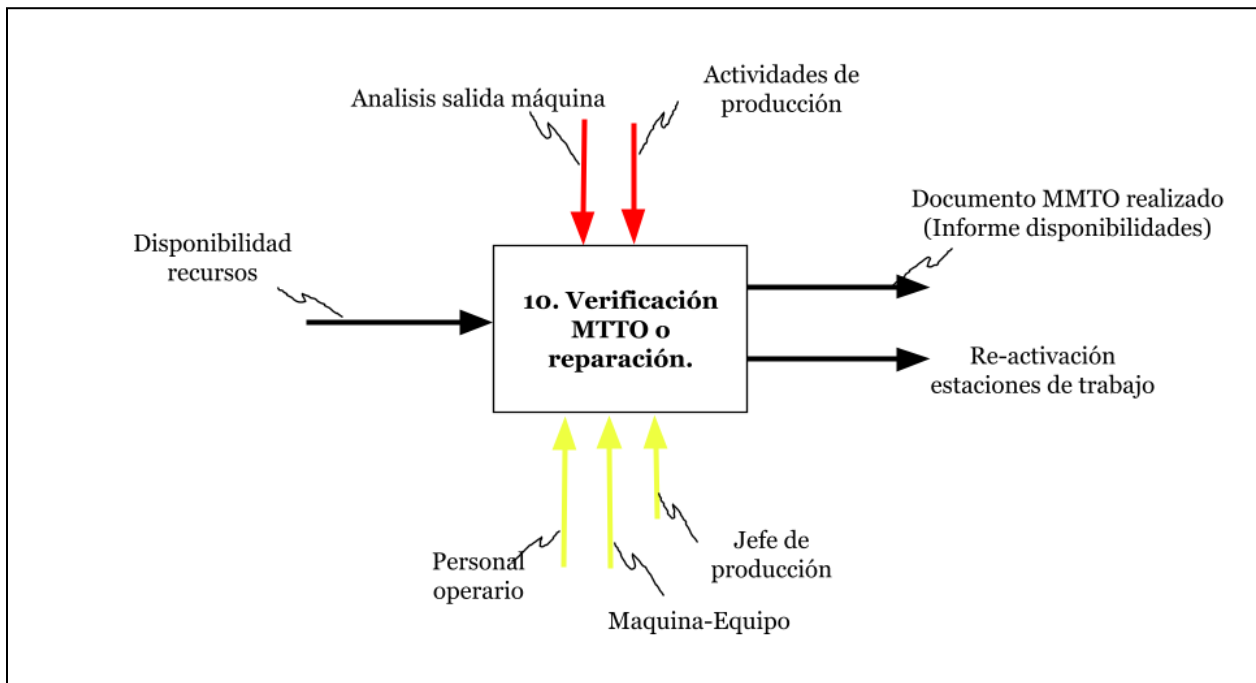 Analisis salida máquina
Actividades de
producción
Documento MMTO realizado
(Informe disponibilidades)
Disponibilidad
recursos
10. Verificación
MTTO o
reparación.
Re-activación
estaciones de trabajo
Personal
operario
Jefe de
producción
Maquina-Equipo